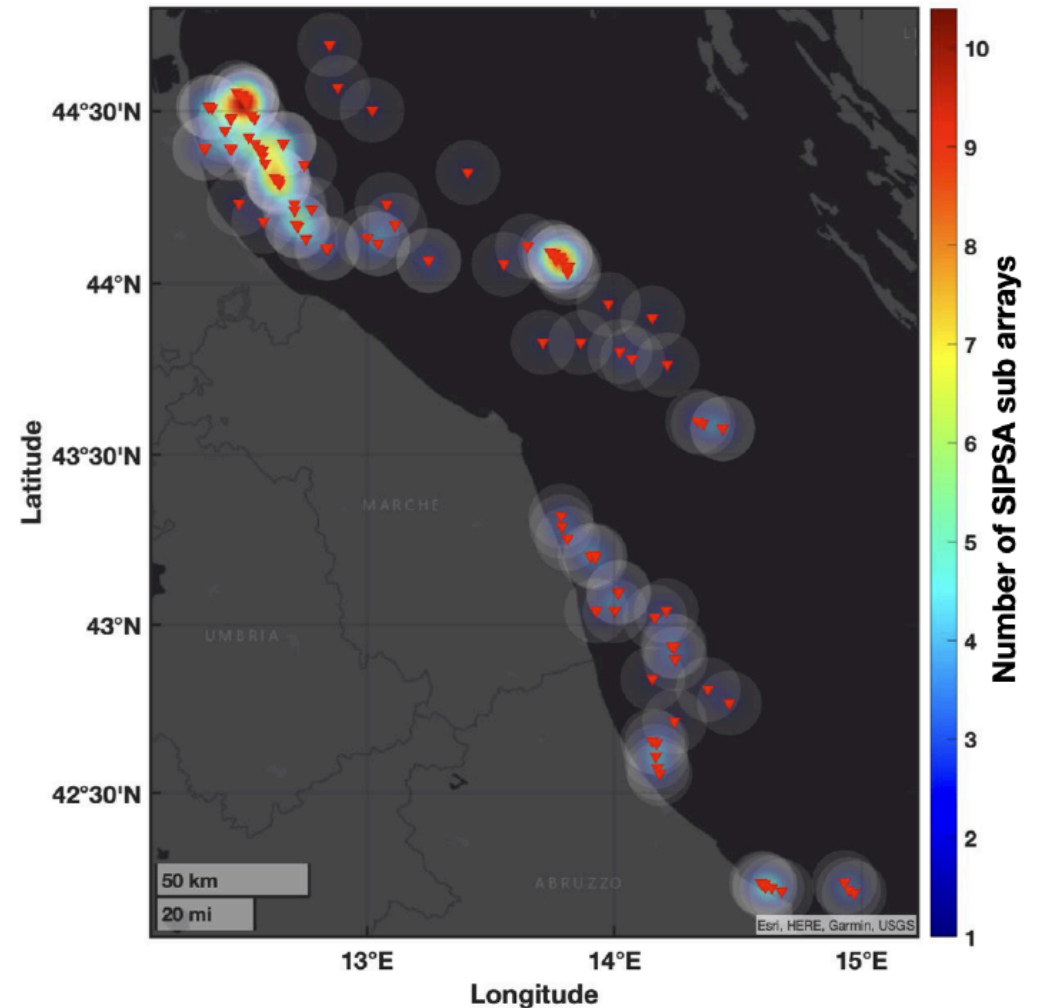 44°30'N
44°N
43°30'N
43°N
42°30'N
Latitude
MARCHE
UMBRIA
ABRUZZO
50 km
20 mi
Esri, HERE, Garmin, USGS
13°E
14°E
15°E
Longitude
10
9
8
7
6
5
4
3
2
1
Number of SIPSA sub arrays